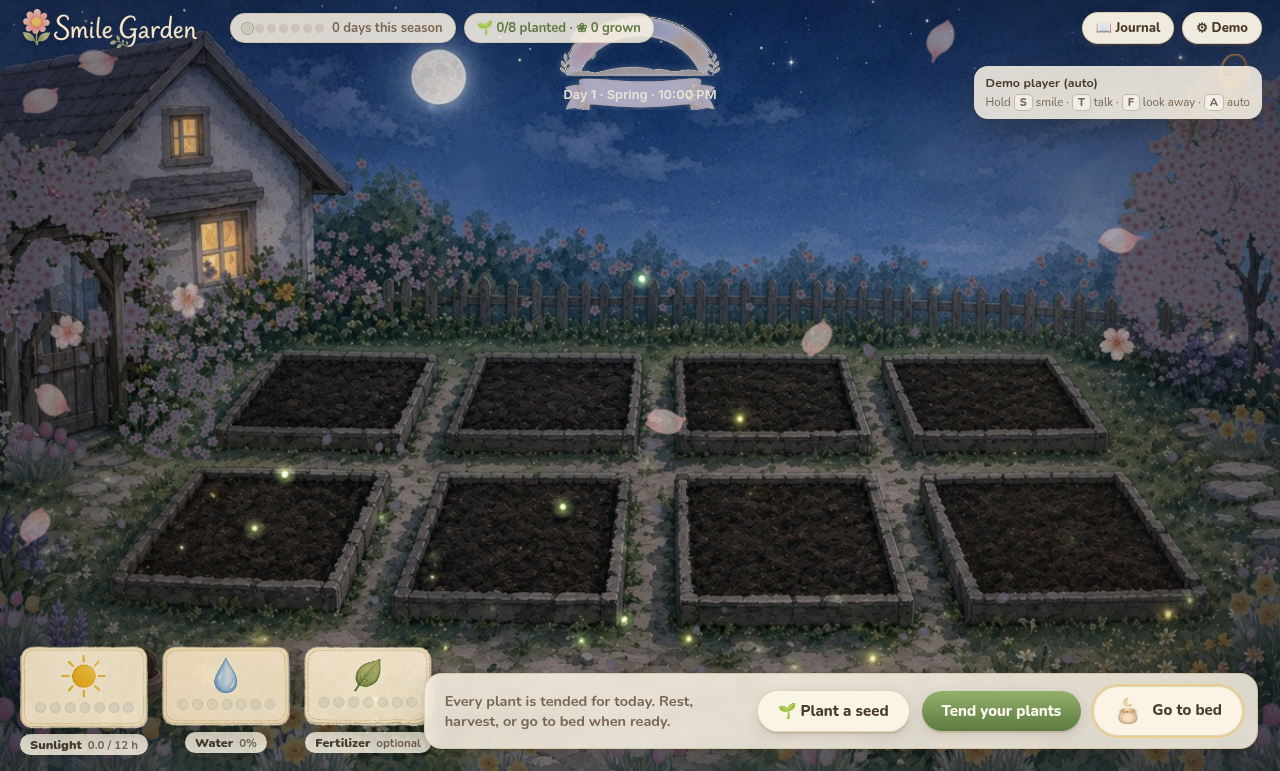 Smile Garden
0 days this season
0/8 planted · ❀ 0 grown
Journal
Demo
Day 1 · Spring · 10:00 PM
Demo player (auto)
Hold S smile · T talk · F look away · A auto
Every plant is tended for today. Rest,
harvest, or go to bed when ready.
Plant a seed
Tend your plants
Go to bed
Sunlight 0.0 / 12 h
Water 0%
Fertilizer optional